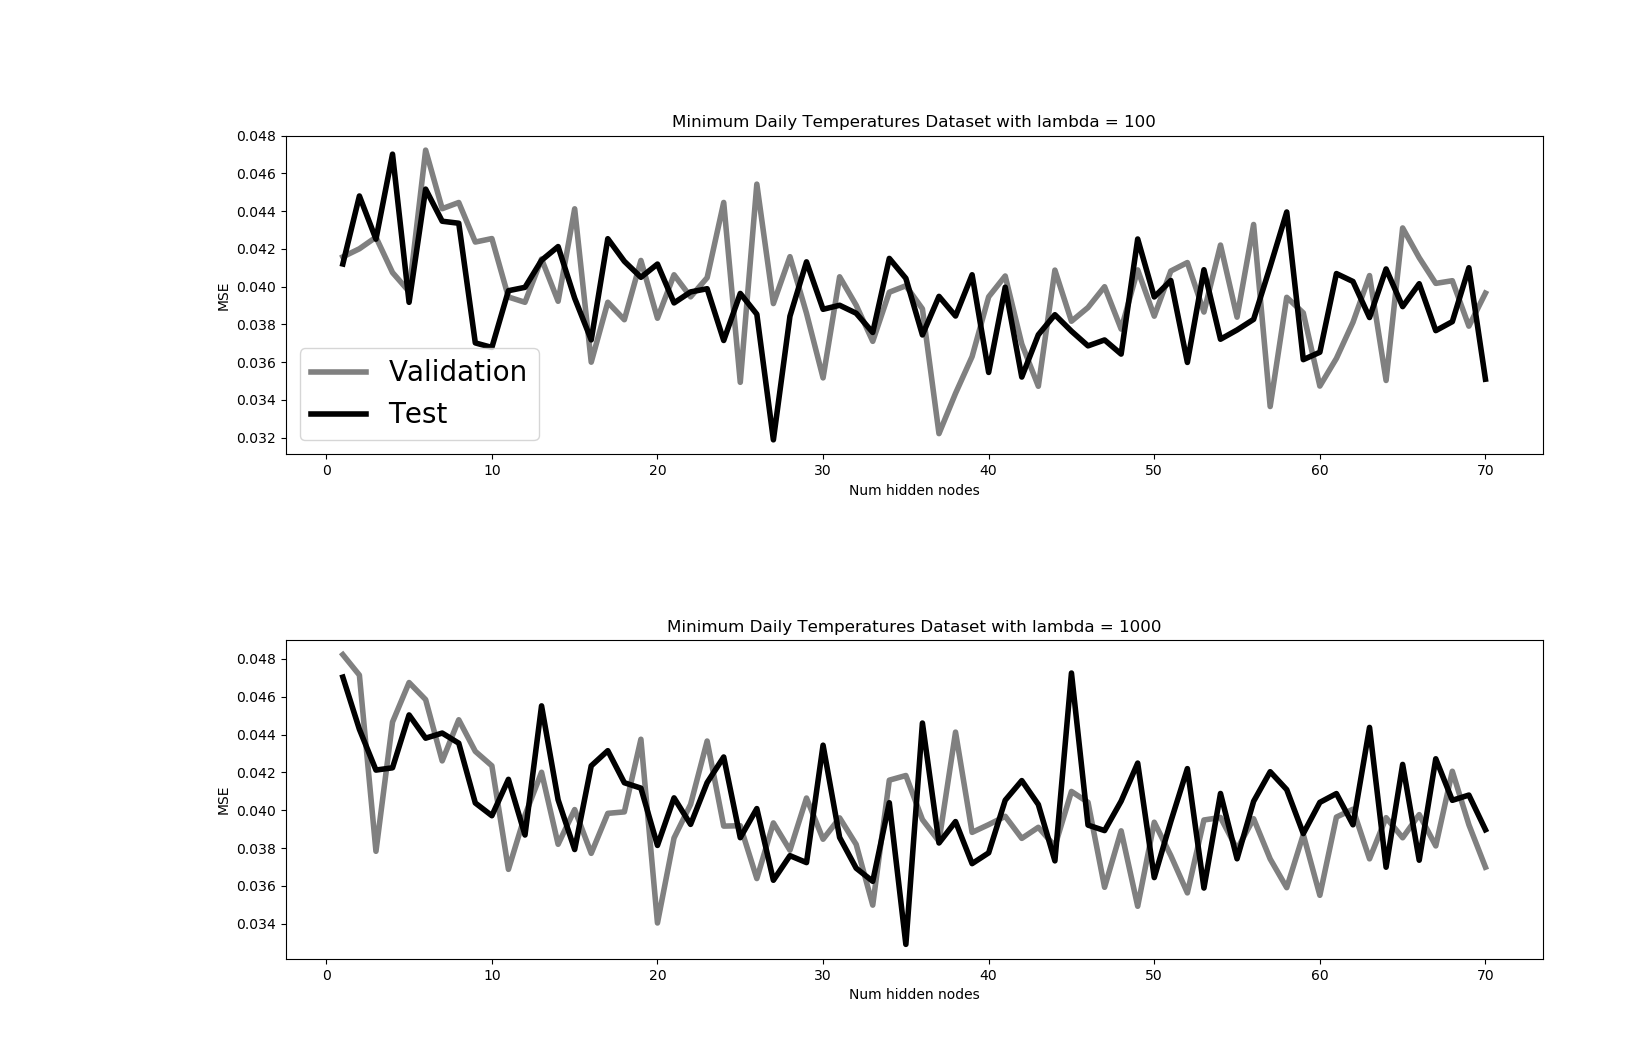 Minimum Daily Temperatures Dataset with lambda = 100
0.048
0.046
0.044
0.042
0.040
0.038
0.036
0.034
0.032
MSE
Validation
Test
0 10 20 30 40 50 60 70
Num hidden nodes
Minimum Daily Temperatures Dataset with lambda = 1000
0.048
0.046
0.044
0.042
0.040
0.038
0.036
0.034
MSE
0 10 20 30 40 50 60 70
Num hidden nodes